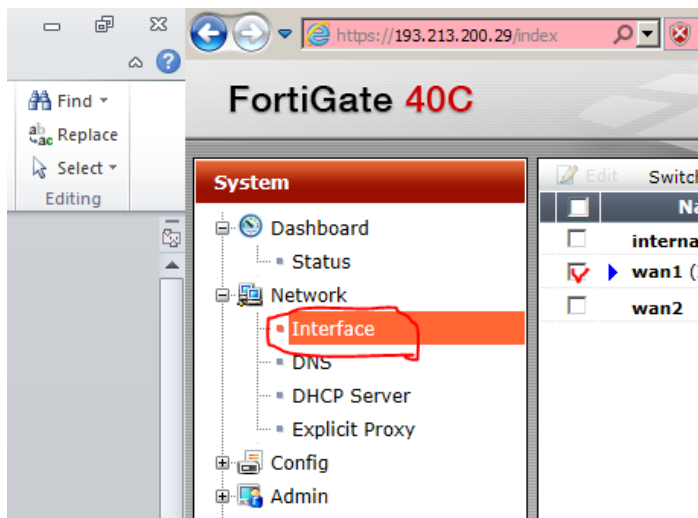 https://193.213.200.29/index
Find
Replace
Select
Editing
FortiGate 40C
System
Dashboard
Status
Network
Interface
DNS
DHCP Server
Explicit Proxy
Config
Admin
Edit
wan1
wan2